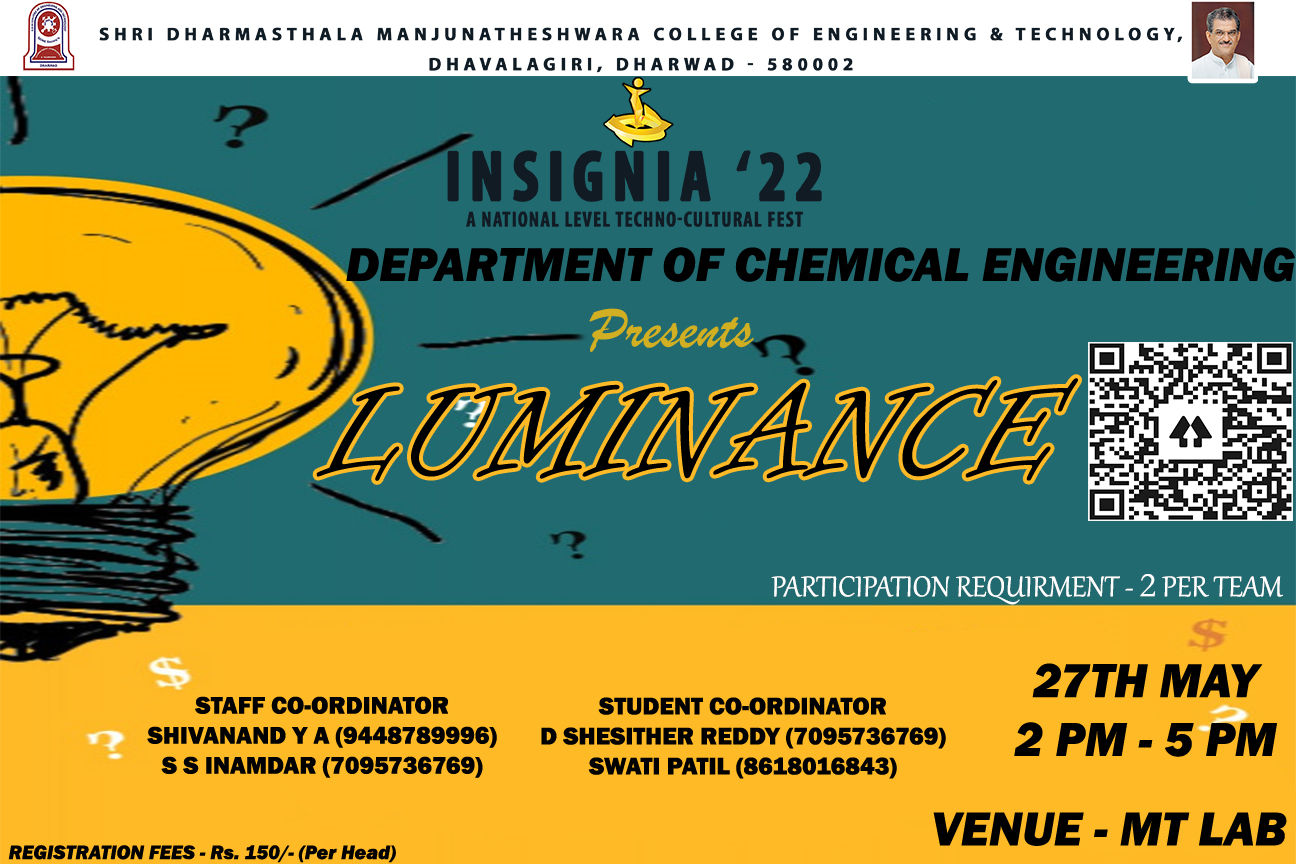 SHRI DHARMASTHALA MANJUNATHESHWARA COLLEGE OF ENGINEERING & TECHNOLOGY,
DHAVALAGIRI, DHARWAD - 580002
INSIGNIA ‘22
A NATIONAL LEVEL TECHNO-CULTURAL FEST
DEPARTMENT OF CHEMICAL ENGINEERING
Presents
LUMINANCE
PARTICIPATION REQUIRMENT - 2 PER TEAM
STAFF CO-ORDINATOR
SHIVANAND Y A (9448789996)
S S INAMDAR (7095736769)
STUDENT CO-ORDINATOR
D SHESITHER REDDY (7095736769)
SWATI PATIL (8618016843)
27TH MAY
2 PM - 5 PM
VENUE - MT LAB
REGISTRATION FEES - Rs. 150/- (Per Head)